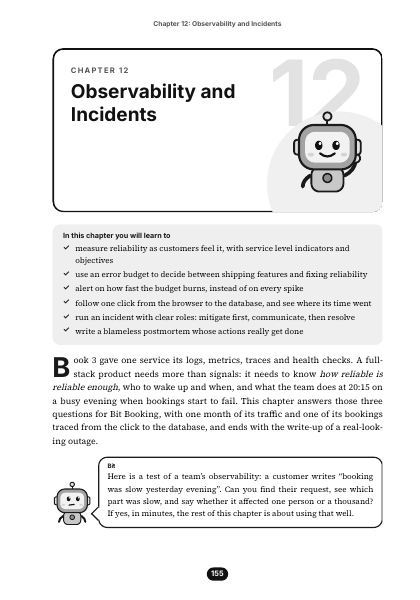 Chapter 12: Observability and Incidents
CHAPTER 12
12
Observability and
Incidents
In this chapter you will learn to
✓ measure reliability as customers feel it, with service level indicators and
objectives
✓ use an error budget to decide between shipping features and fixing reliability
✓ alert on how fast the budget burns, instead of on every spike
✓ follow one click from the browser to the database, and see where its time went
✓ run an incident with clear roles: mitigate first, communicate, then resolve
✓ write a blameless postmortem whose actions really get done
Book 3 gave one service its logs, metrics, traces and health checks. A full-
stack product needs more than signals: it needs to know how reliable is
reliable enough, who to wake up and when, and what the team does at 20:15 on
a busy evening when bookings start to fail. This chapter answers those three
questions for Bit Booking, with one month of its traffic and one of its bookings
traced from the click to the database, and ends with the write-up of a real-look-
ing outage.
Bit
Here is a test of a team's observability: a customer writes “booking
was slow yesterday evening”. Can you find their request, see which
part was slow, and say whether it affected one person or a thousand?
If yes, in minutes, the rest of this chapter is about using that well.
155